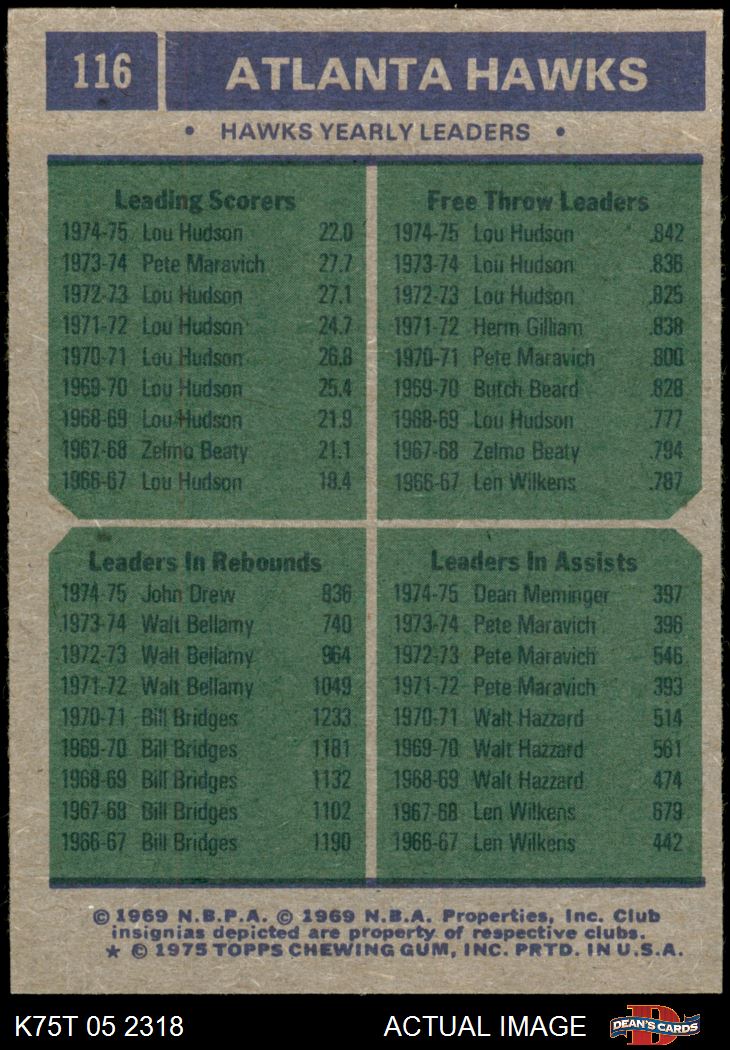 116 ATLANTA HAWKS
• HAWKS YEARLY LEADERS •
Leading Scorers
1974-75 Lou Hudson 22.0
1973-74 Pete Maravich 27.7
1972-73 Lou Hudson 27.1
1971-72 Lou Hudson 24.7
1970-71 Lou Hudson 26.8
1969-70 Lou Hudson 25.4
1968-69 Lou Hudson 21.9
1967-68 Zelmo Beaty 21.1
1966-67 Lou Hudson 18.4
Free Throw Leaders
1974-75 Lou Hudson .842
1973-74 Lou Hudson .836
1972-73 Lou Hudson .825
1971-72 Herm Gilliam .838
1970-71 Pete Maravich .800
1969-70 Butch Beard .828
1968-69 Lou Hudson .777
1967-68 Zelmo Beaty .794
1966-67 Len Wilkens .787
Leaders In Rebounds
1974-75 John Drew 836
1973-74 Walt Bellamy 740
1972-73 Walt Bellamy 964
1971-72 Walt Bellamy 1049
1970-71 Bill Bridges 1233
1969-70 Bill Bridges 1181
1968-69 Bill Bridges 1132
1967-68 Bill Bridges 1102
1966-67 Bill Bridges 1190
Leaders In Assists
1974-75 Dean Meminger 397
1973-74 Pete Maravich 396
1972-73 Pete Maravich 546
1971-72 Pete Maravich 393
1970-71 Walt Hazzard 514
1969-70 Walt Hazzard 561
1968-69 Walt Hazzard 474
1967-68 Len Wilkens 679
1966-67 Len Wilkens 442
© 1969 N.B.P.A. © 1969 N.B.A. Properties, Inc. Club
insignias depicted are property of respective clubs.
★ © 1975 TOPPS CHEWING GUM, INC. PRTD. IN U.S.A.
K75T 05 2318 ACTUAL IMAGE DEAN'S CARDS